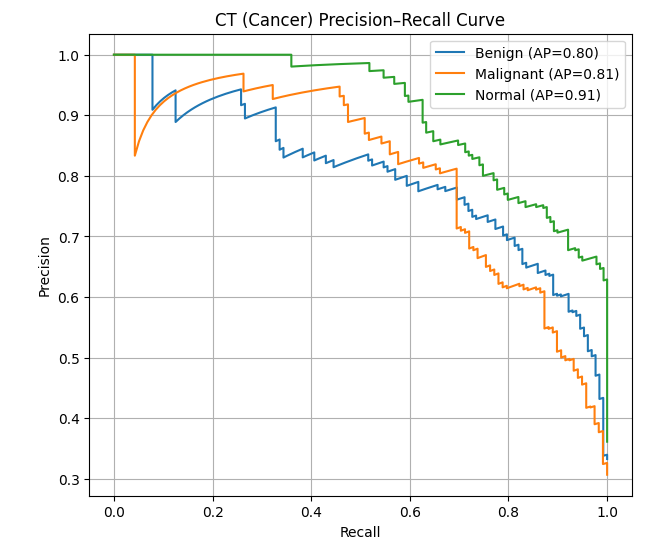 CT (Cancer) Precision–Recall Curve
Benign (AP=0.80)
Malignant (AP=0.81)
Normal (AP=0.91)
Precision
1.0
0.9
0.8
0.7
0.6
0.5
0.4
0.3
0.0 0.2 0.4 0.6 0.8 1.0
Recall